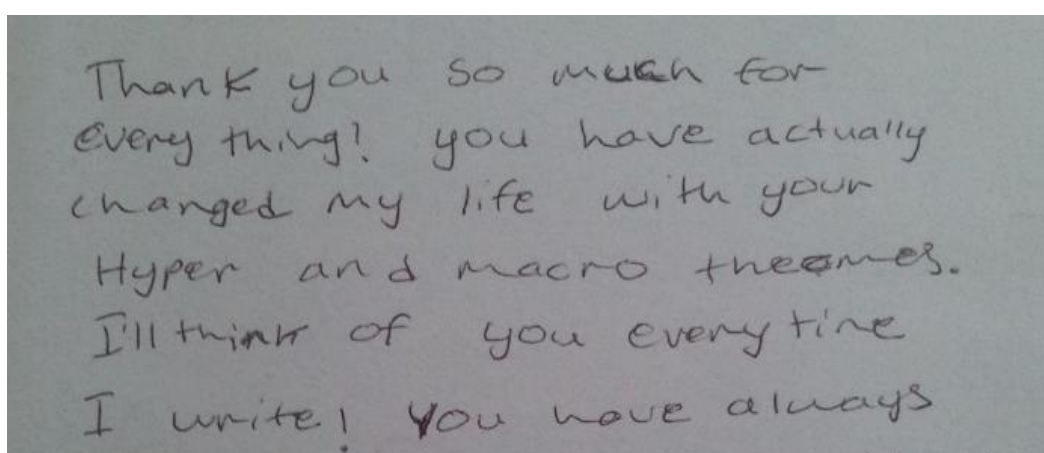 Thank you so much for
every thing! you have actually
changed my life with your
Hyper and macro themes.
I'll think of you every time
I write! You have always